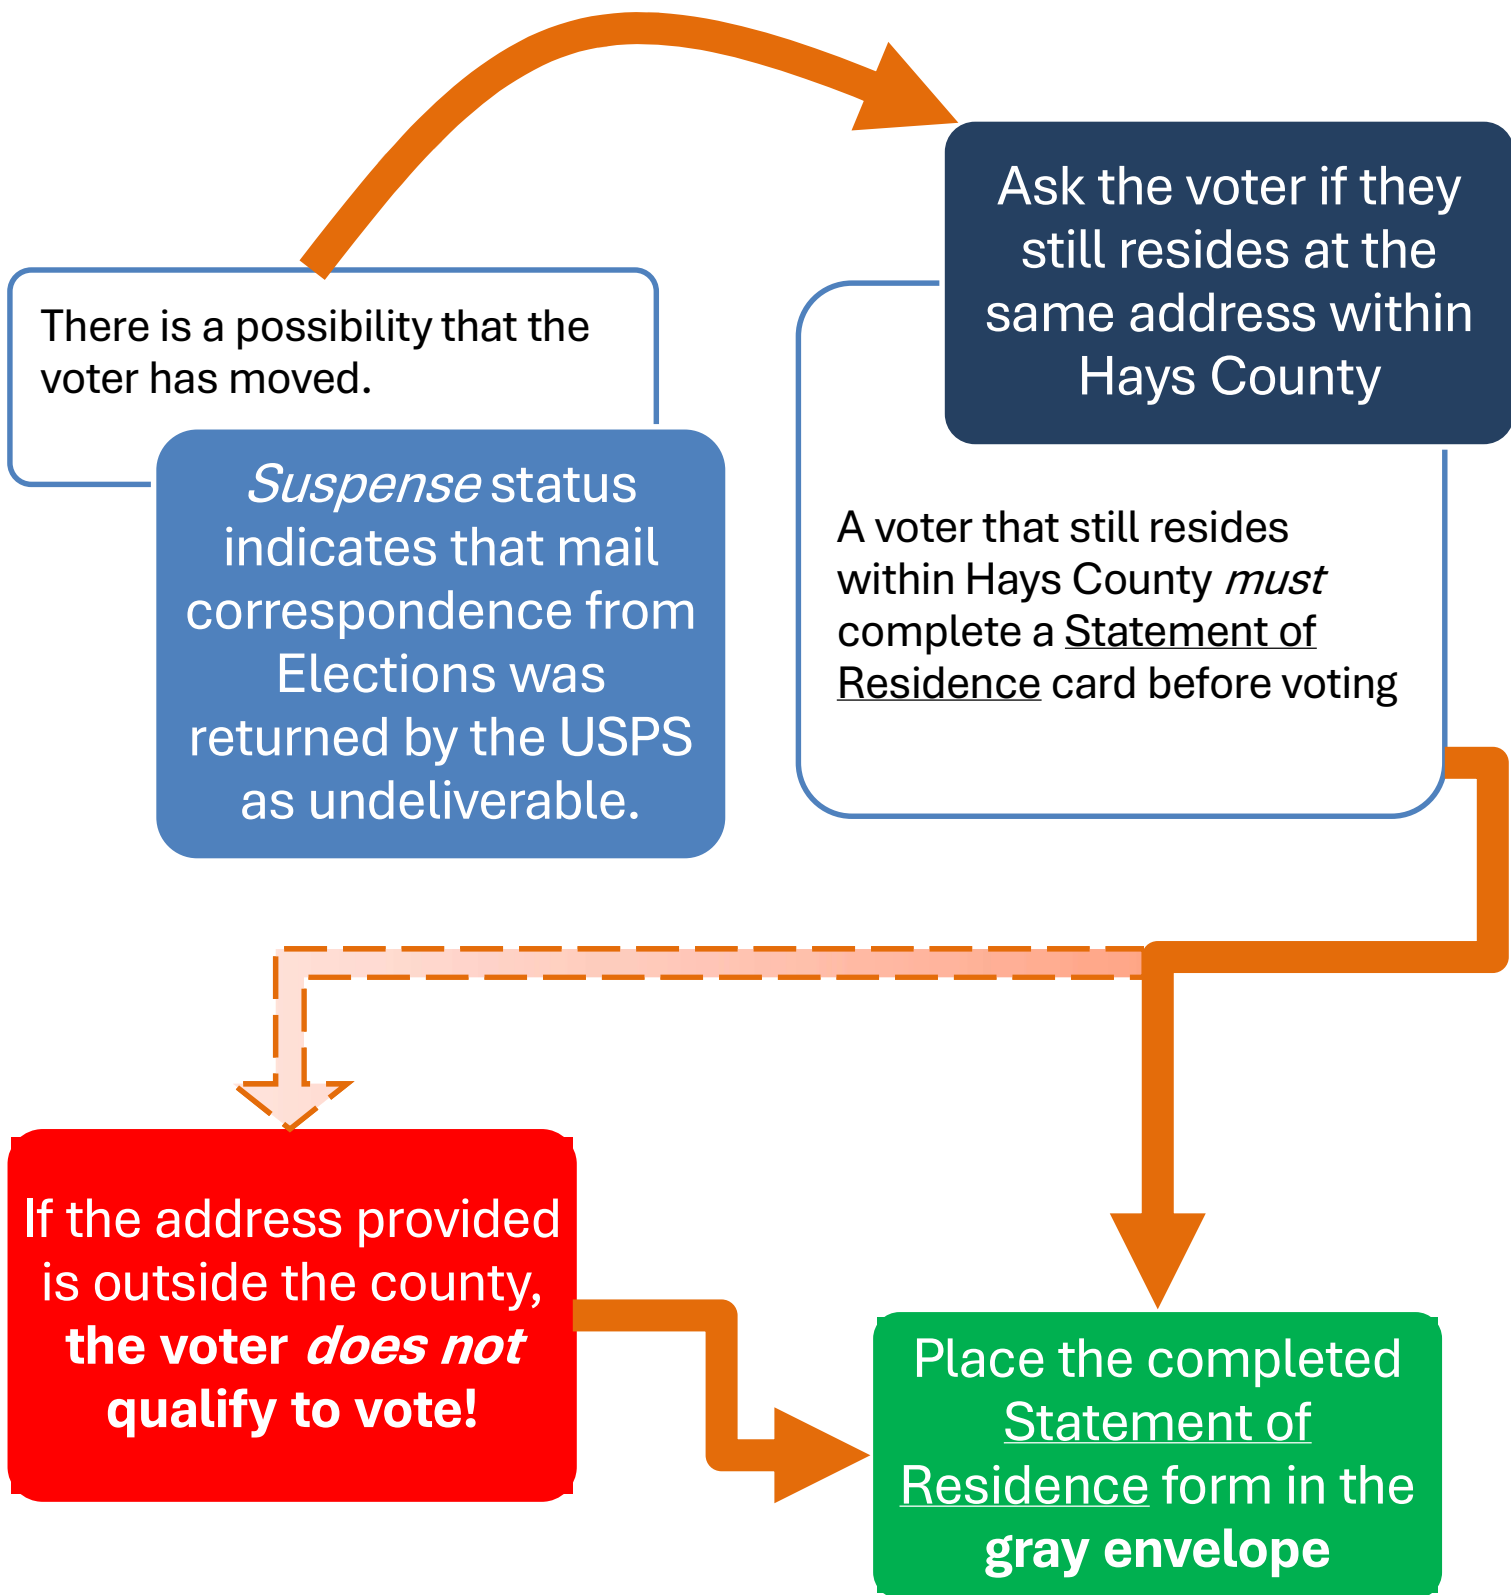 There is a possibility that the
voter has moved.
Suspense status
indicates that mail
correspondence from
Elections was
returned by the USPS
as undeliverable.
Ask the voter if they
still resides at the
same address within
Hays County
A voter that still resides
within Hays County must
complete a Statement of
Residence card before voting
If the address provided
is outside the county,
the voter does not
qualify to vote!
Place the completed
Statement of
Residence form in the
gray envelope